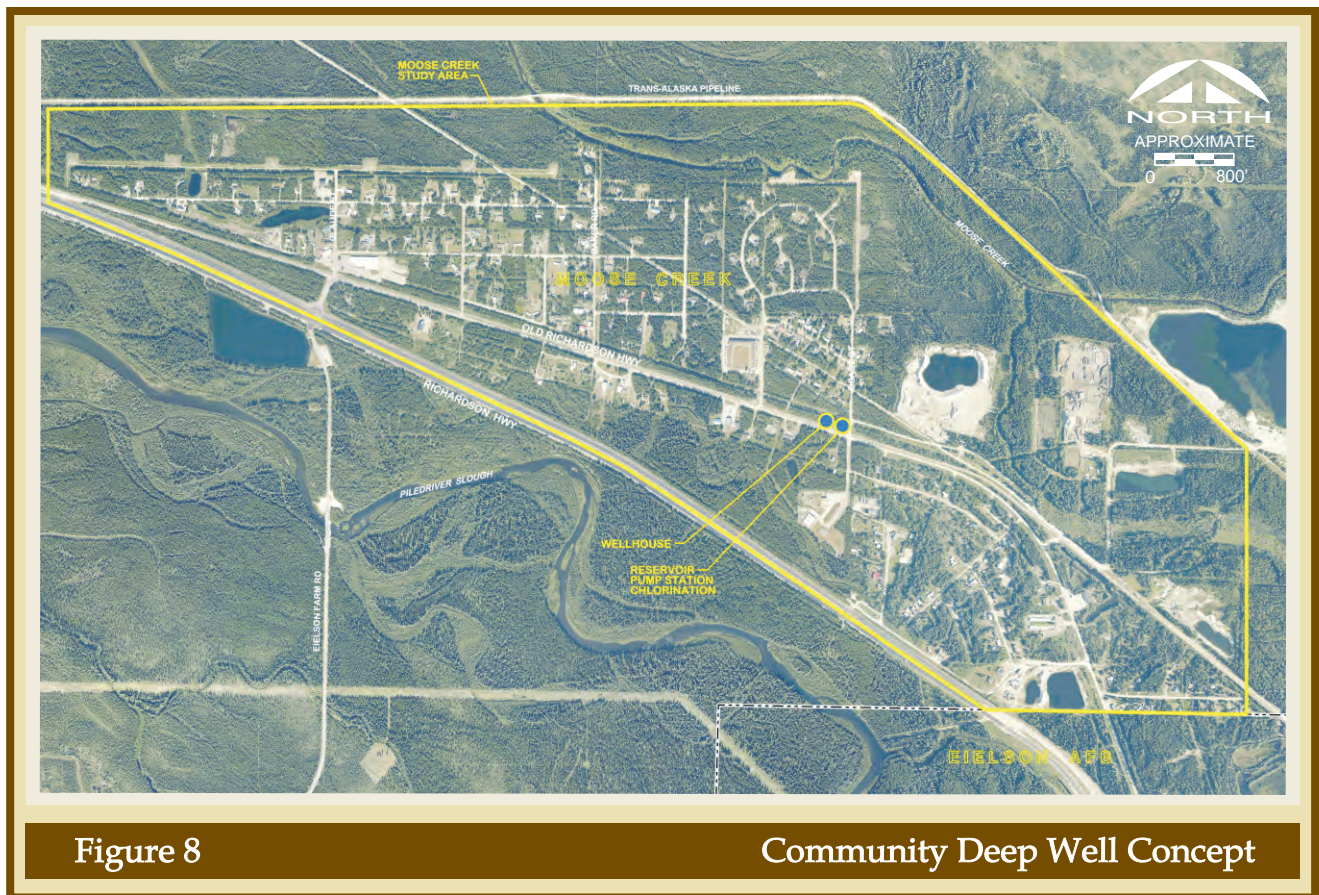 MOOSE CREEK
STUDY AREA
TRANS-ALASKA PIPELINE
NORTH
APPROXIMATE
0 800'
MOOSE CREEK
MOOSE CREEK
OLD RICHARDSON HWY
RICHARDSON HWY
PILEDRIVER SLOUGH
WELLHOUSE
RESERVOIR
PUMP STATION
CHLORINATION
EIELSON FARM RD
EIELSON AFB
Figure 8
Community Deep Well Concept